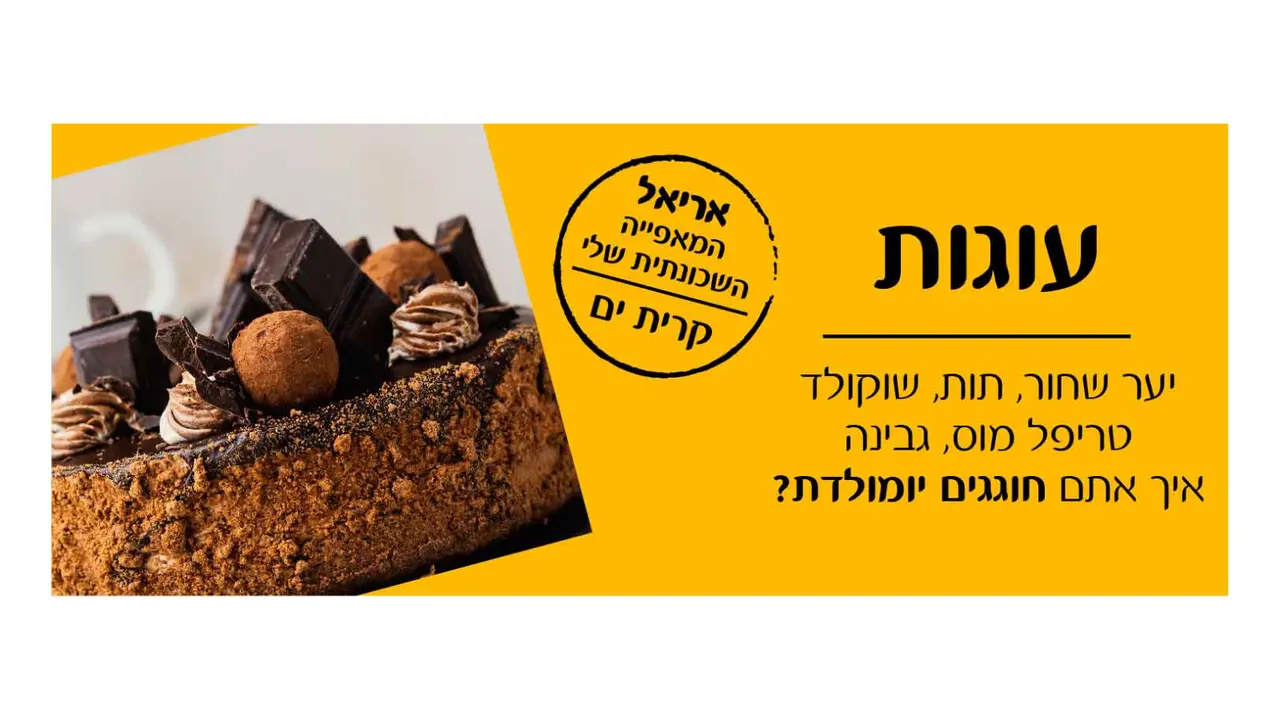 עוגות
יער שחור, תות, שוקולד
טריפל מוס, גבינה
איך אתם חוגגים יומולדת?
אריאל
המאפייה
השכונתית שלי
קרית ים